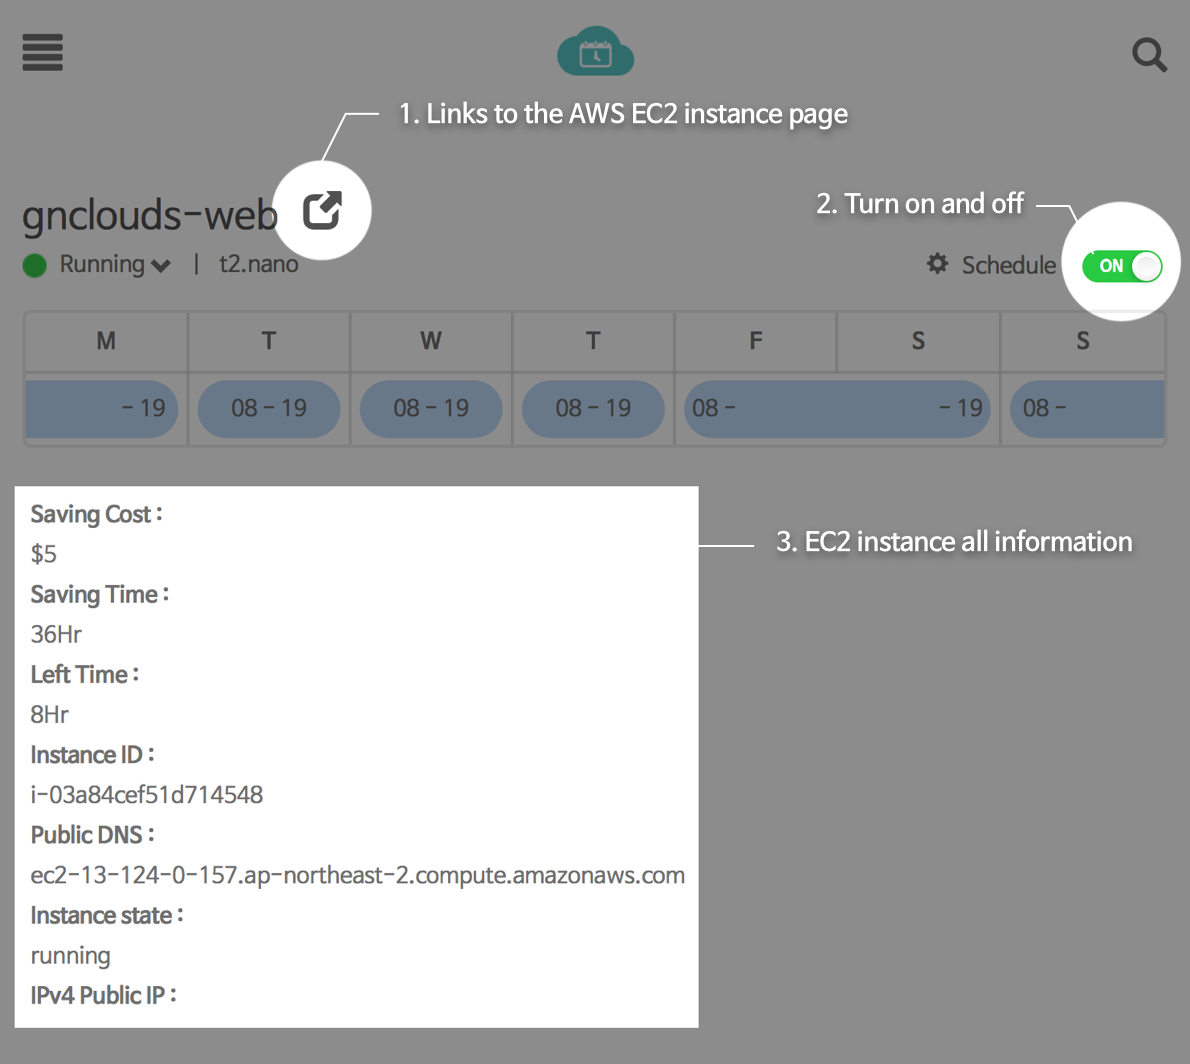 1. Links to the AWS EC2 instance page
gnclouds-web
2. Turn on and off
Running | t2.nano
Schedule ON
M T W T F S S
- 19 08 - 19 08 - 19 08 - 19 08 - - 19 08 -
Saving Cost :
$5
3. EC2 instance all information
Saving Time :
36Hr
Left Time :
8Hr
Instance ID :
i-03a84cef51d714548
Public DNS :
ec2-13-124-0-157.ap-northeast-2.compute.amazonaws.com
Instance state :
running
IPv4 Public IP :